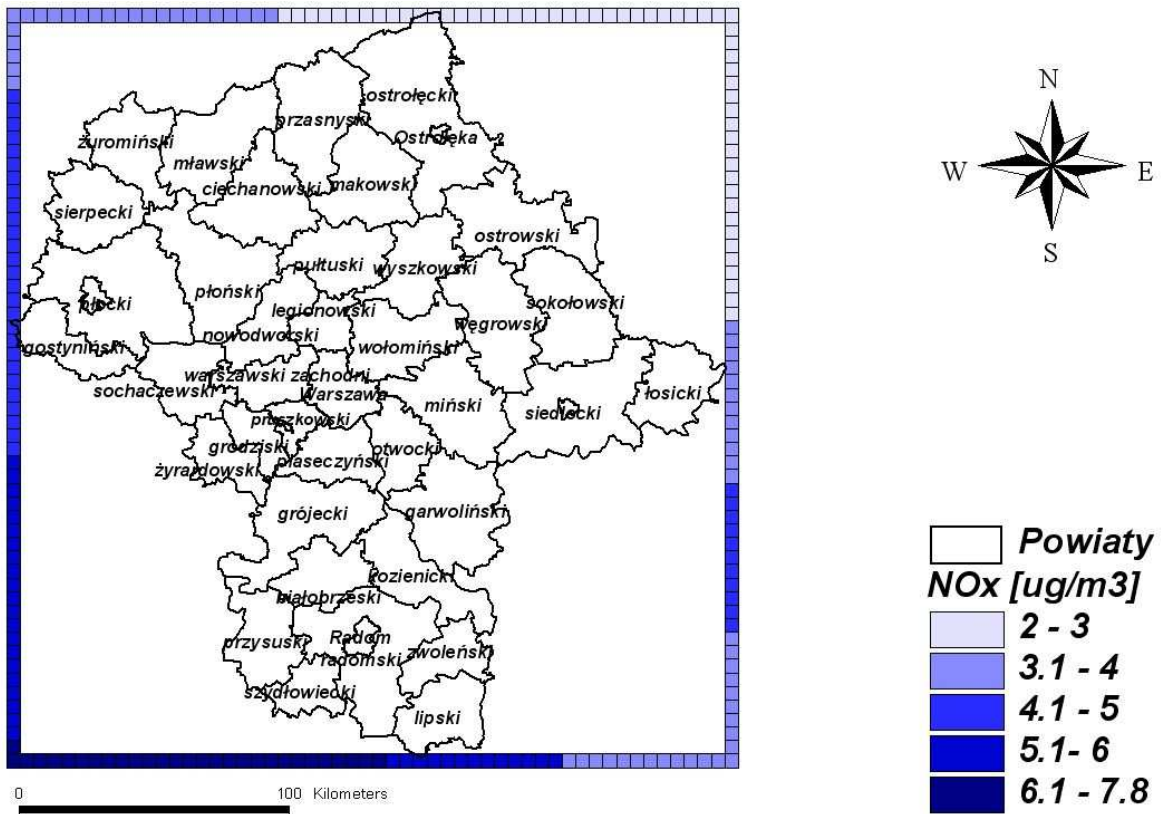 ostrołęcki
przasnyski
Ostrołęka
żuromiński
mławski
ciechanowski
makowski
sierpecki
ostrowski
pułtuski
wyszkowski
płoński
płocki
sokołowski
legionowski
węgrowski
nowodworski
wołomiński
gostyniński
warszawski zachodni
sochaczewski
Warszawa
łosicki
miński
siedlecki
pruszkowski
grodziski
otwocki
piaseczyński
żyrardowski
grójecki
garwoliński
kozienicki
białobrzeski
przysuski
Radom
zwoleński
radomski
szydłowiecki
lipski
N
W
E
S
Powiaty
NOx [ug/m3]
2 - 3
3.1 - 4
4.1 - 5
5.1- 6
6.1 - 7.8
0
100 Kilometers